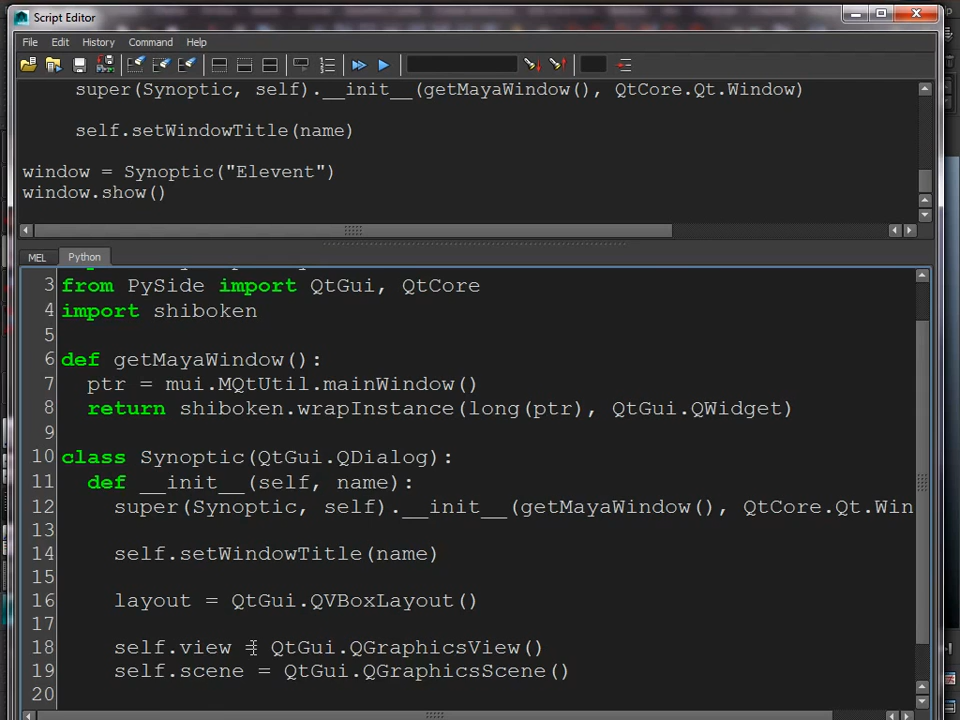 Script Editor
File Edit History Command Help
super(Synoptic, self).__init__(getMayaWindow(), QtCore.Qt.Window)
self.setWindowTitle(name)
window = Synoptic("Elevent")
window.show()
MEL Python
3 from PySide import QtGui, QtCore
4 import shiboken
5
6 def getMayaWindow():
7 ptr = mui.MQtUtil.mainWindow()
8 return shiboken.wrapInstance(long(ptr), QtGui.QWidget)
9
10 class Synoptic(QtGui.QDialog):
11 def __init__(self, name):
12 super(Synoptic, self).__init__(getMayaWindow(), QtCore.Qt.Win
13
14 self.setWindowTitle(name)
15
16 layout = QtGui.QVBoxLayout()
17
18 self.view = QtGui.QGraphicsView()
19 self.scene = QtGui.QGraphicsScene()
20